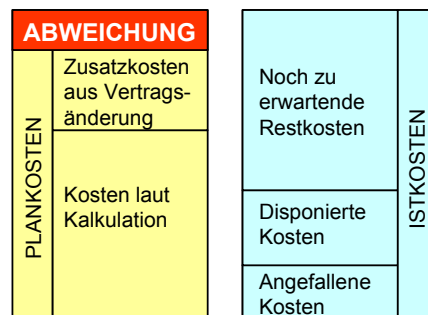 ABWEICHUNG
PLANKOSTEN
Zusatzkosten
aus Vertrags-
änderung
Kosten laut
Kalkulation
Noch zu
erwartende
Restkosten
Disponierte
Kosten
Angefallene
Kosten
ISTKOSTEN